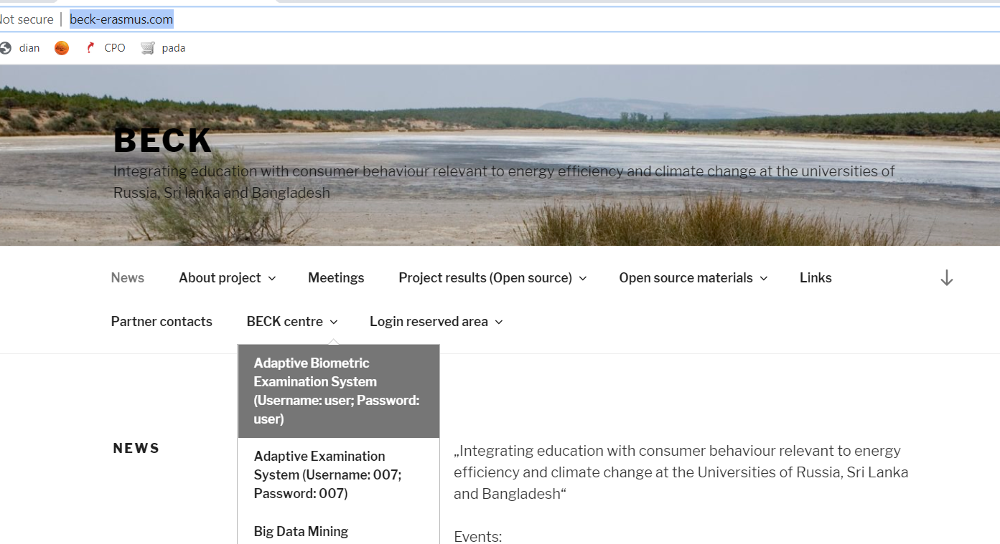 Not secure | beck-erasmus.com
dian CPO pada
BECK
Integrating education with consumer behaviour relevant to energy efficiency and climate change at the universities of
Russia, Sri lanka and Bangladesh
News About project Meetings Project results (Open source) Open source materials Links
Partner contacts BECK centre Login reserved area
Adaptive Biometric
Examination System
(Username: user; Password:
user)
Adaptive Examination
System (Username: 007;
Password: 007)
Big Data Mining
NEWS
„Integrating education with consumer behaviour relevant to energy
efficiency and climate change at the Universities of Russia, Sri Lanka
and Bangladesh“
Events: